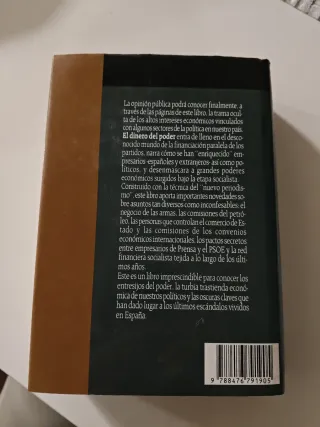 La opinión pública podrá conocer finalmente, a
través de las páginas de este libro, la trama ocul-
ta de los altos intereses económicos vinculados
con algunos sectores de la política en nuestro país.
El dinero del poder entra de lleno en el desco-
nocido mundo de la financiación paralela de los
partidos, narra cómo se han "enriquecido" em-
presarios -españoles y extranjeros- así como po-
líticos, y desenmascara a grandes poderes
económicos surgidos bajo la etapa socialista.
Construido con la técnica del "nuevo periodis-
mo", este libro aporta importantes novedades so-
bre asuntos tan diversos como inconfesables: el
negocio de las armas, las comisiones del petró-
leo, las personas que controlan el comercio de Es-
tado y las comisiones de los convenios
económicos internacionales, los pactos secretos
entre empresarios de Prensa y el PSOE y la red
financiera socialista tejida a lo largo de los últi-
mos años.
Este es un libro imprescindible para conocer los
entresijos del poder, la turbia trastienda econó-
mica de nuestros políticos y las oscuras claves que
han dado lugar a los últimos escándalos vividos
en España.
9 788476 791905